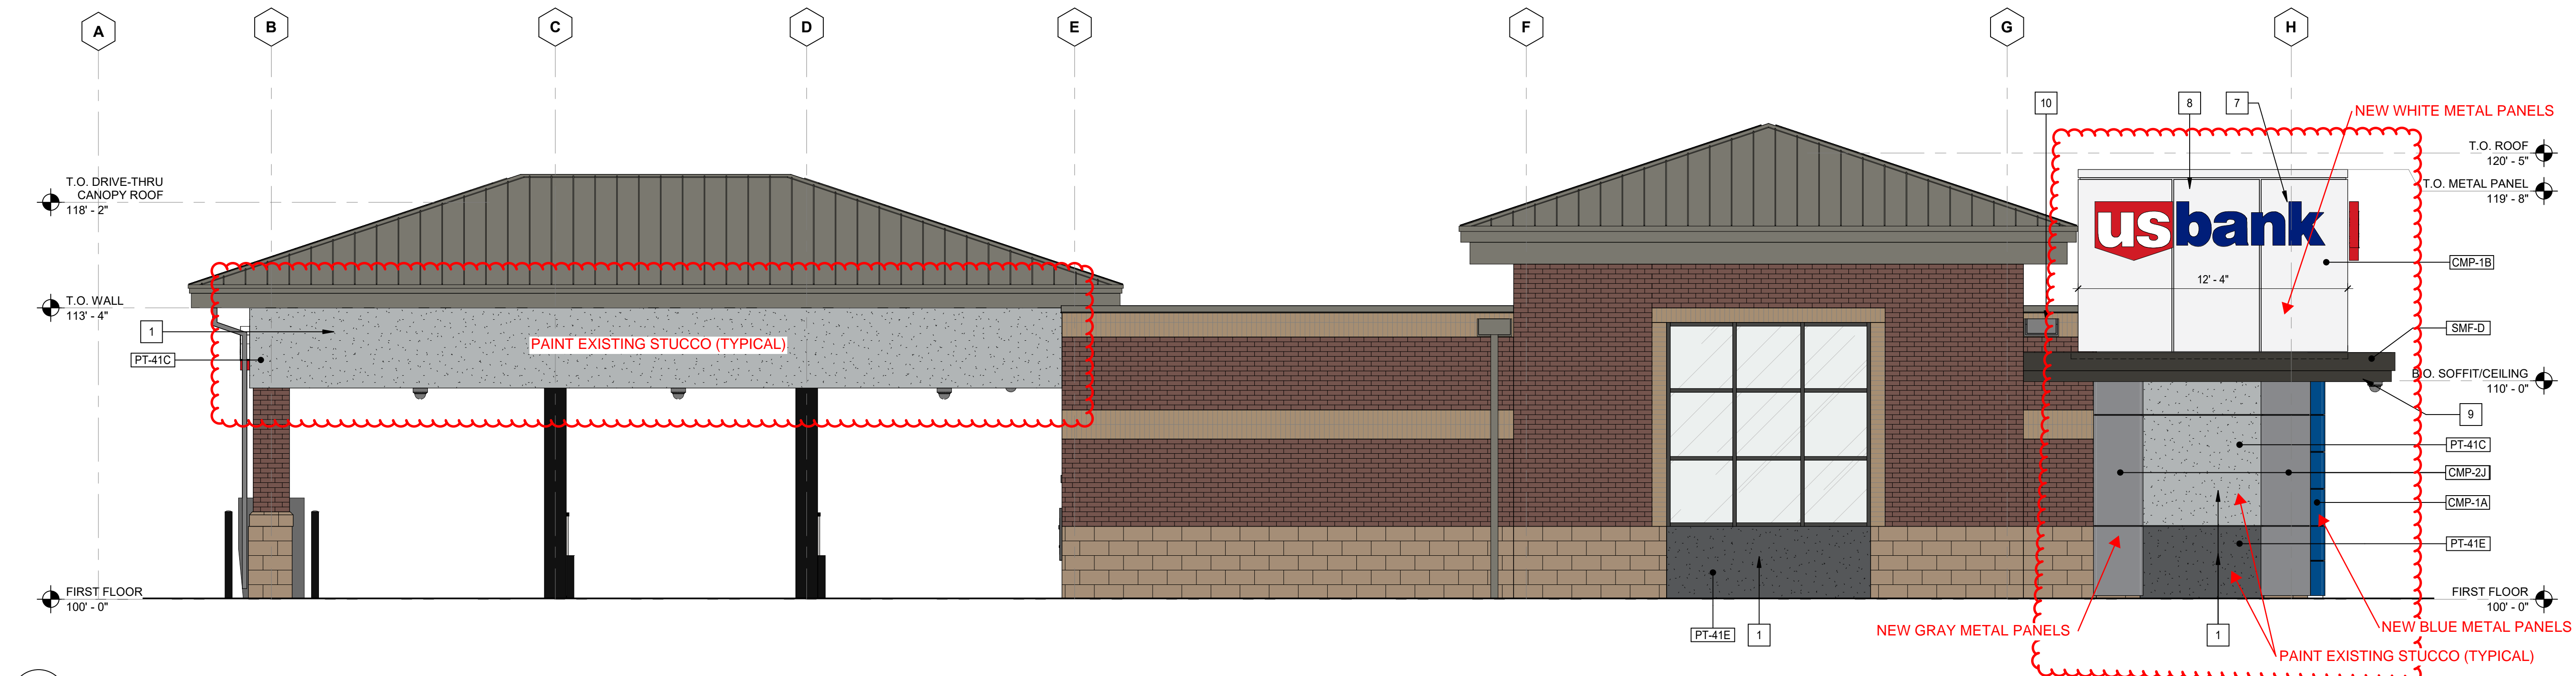 A
B
C
D
E
F
G
H
10
8
7
NEW WHITE METAL PANELS
T.O. ROOF
120' - 5"
T.O. DRIVE-THRU
CANOPY ROOF
118' - 2"
T.O. METAL PANEL
119' - 8"
usbank
CMP-1B
12' - 4"
T.O. WALL
113' - 4"
1
PAINT EXISTING STUCCO (TYPICAL)
PT-41C
SMF-D
B.O. SOFFIT/CEILING
110' - 0"
9
PT-41C
CMP-2J
CMP-1A
PT-41E
FIRST FLOOR
100' - 0"
FIRST FLOOR
100' - 0"
PT-41E
1
NEW GRAY METAL PANELS
1
NEW BLUE METAL PANELS
PAINT EXISTING STUCCO (TYPICAL)